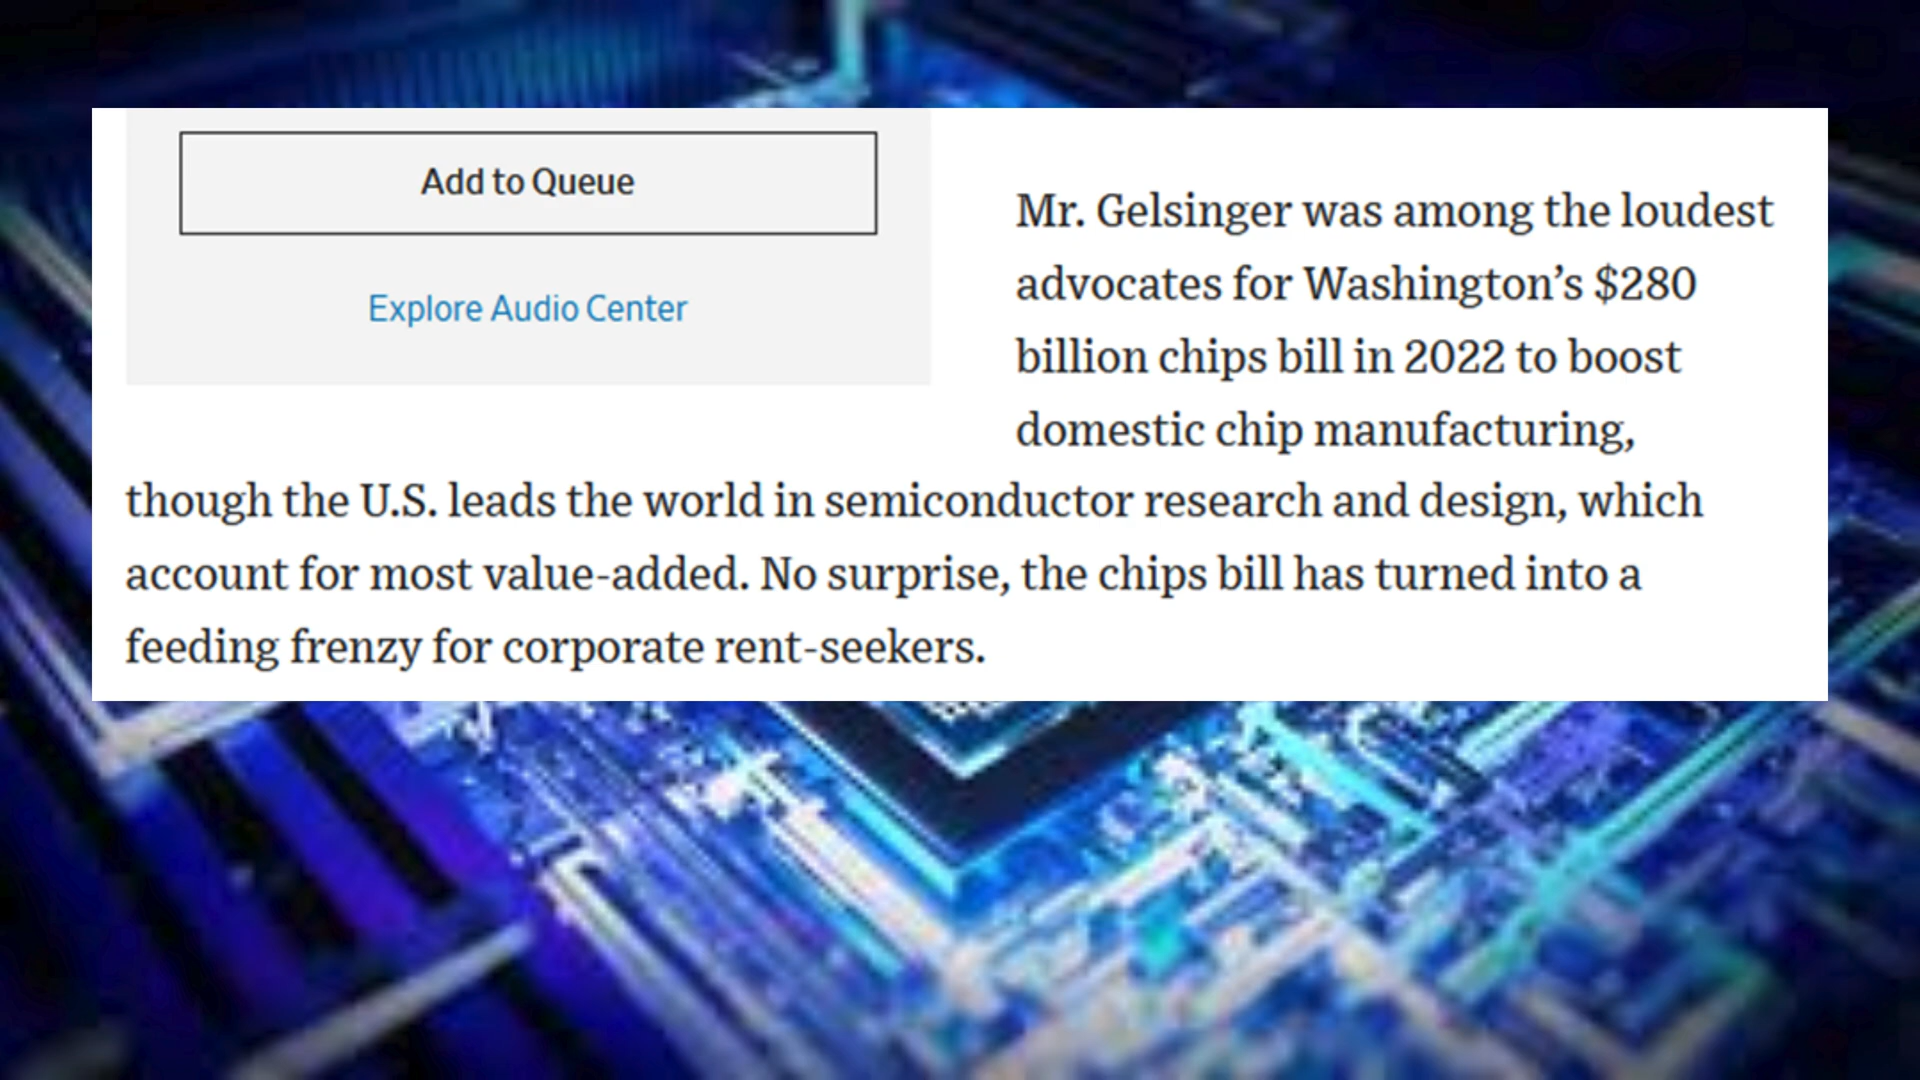 Add to Queue
Explore Audio Center
Mr. Gelsinger was among the loudest
advocates for Washington’s $280
billion chips bill in 2022 to boost
domestic chip manufacturing,
though the U.S. leads the world in semiconductor research and design, which
account for most value-added. No surprise, the chips bill has turned into a
feeding frenzy for corporate rent-seekers.